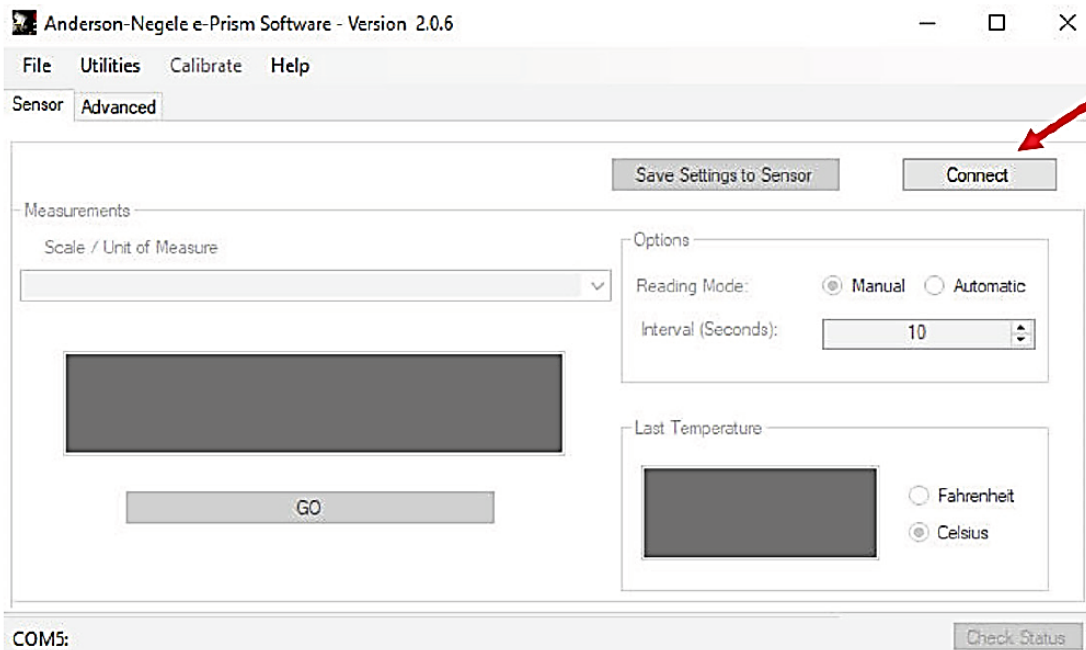 Anderson-Negele e-Prism Software - Version 2.0.6
File Utilities Calibrate Help
Sensor Advanced
Save Settings to Sensor Connect
Measurements
Scale / Unit of Measure
Options
Reading Mode: Manual Automatic
Interval (Seconds): 10
GO
Last Temperature
Fahrenheit
Celsius
COM5: Check Status